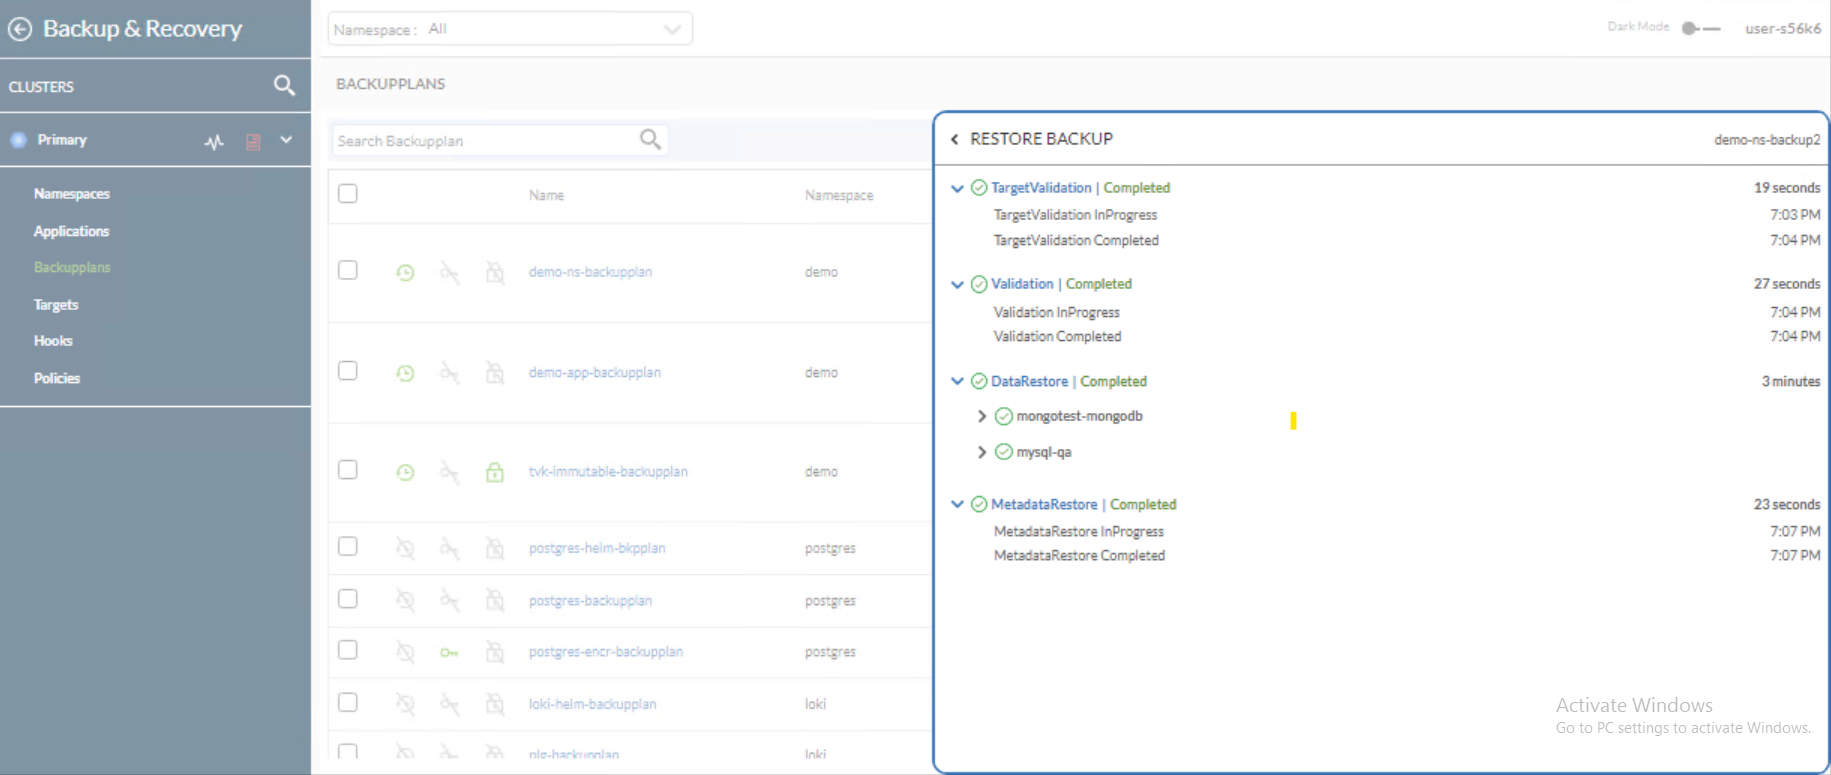 Backup & Recovery
Namespace : All
Dark Mode
user-s56k6
CLUSTERS
BACKUPPLANS
Primary
Search Backupplan
RESTORE BACKUP
demo-ns-backup2
Namespaces
Applications
Backupplans
Targets
Hooks
Policies
Name Namespace
demo-ns-backupplan demo
demo-app-backupplan demo
tvk-immutable-backupplan demo
postgres-helm-bkpplan postgres
postgres-backupplan postgres
postgres-encr-backupplan postgres
loki-helm-backupplan loki
plg-backupplan loki
TargetValidation | Completed 19 seconds
TargetValidation InProgress 7:03 PM
TargetValidation Completed 7:04 PM
Validation | Completed 27 seconds
Validation InProgress 7:04 PM
Validation Completed 7:04 PM
DataRestore | Completed 3 minutes
mongotest-mongodb
mysql-qa
MetadataRestore | Completed 23 seconds
MetadataRestore InProgress 7:07 PM
MetadataRestore Completed 7:07 PM
Activate Windows
Go to PC settings to activate Windows.